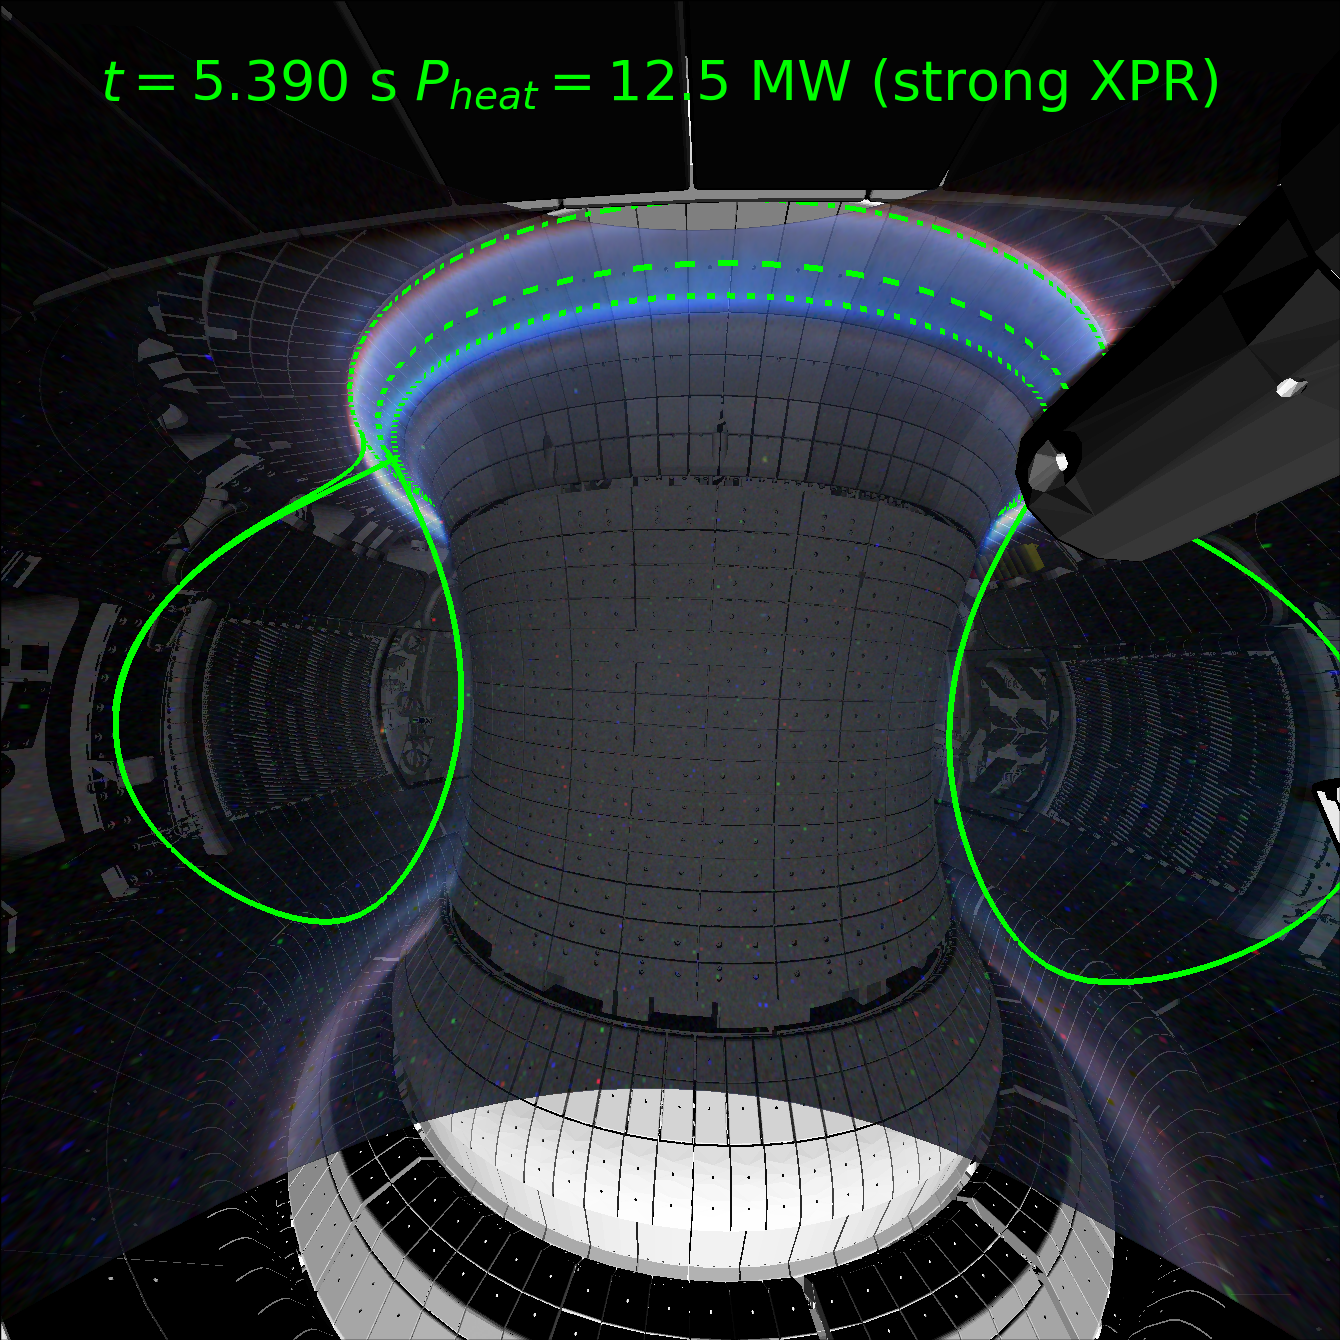 t = 5.390 s P_heat = 12.5 MW (strong XPR)